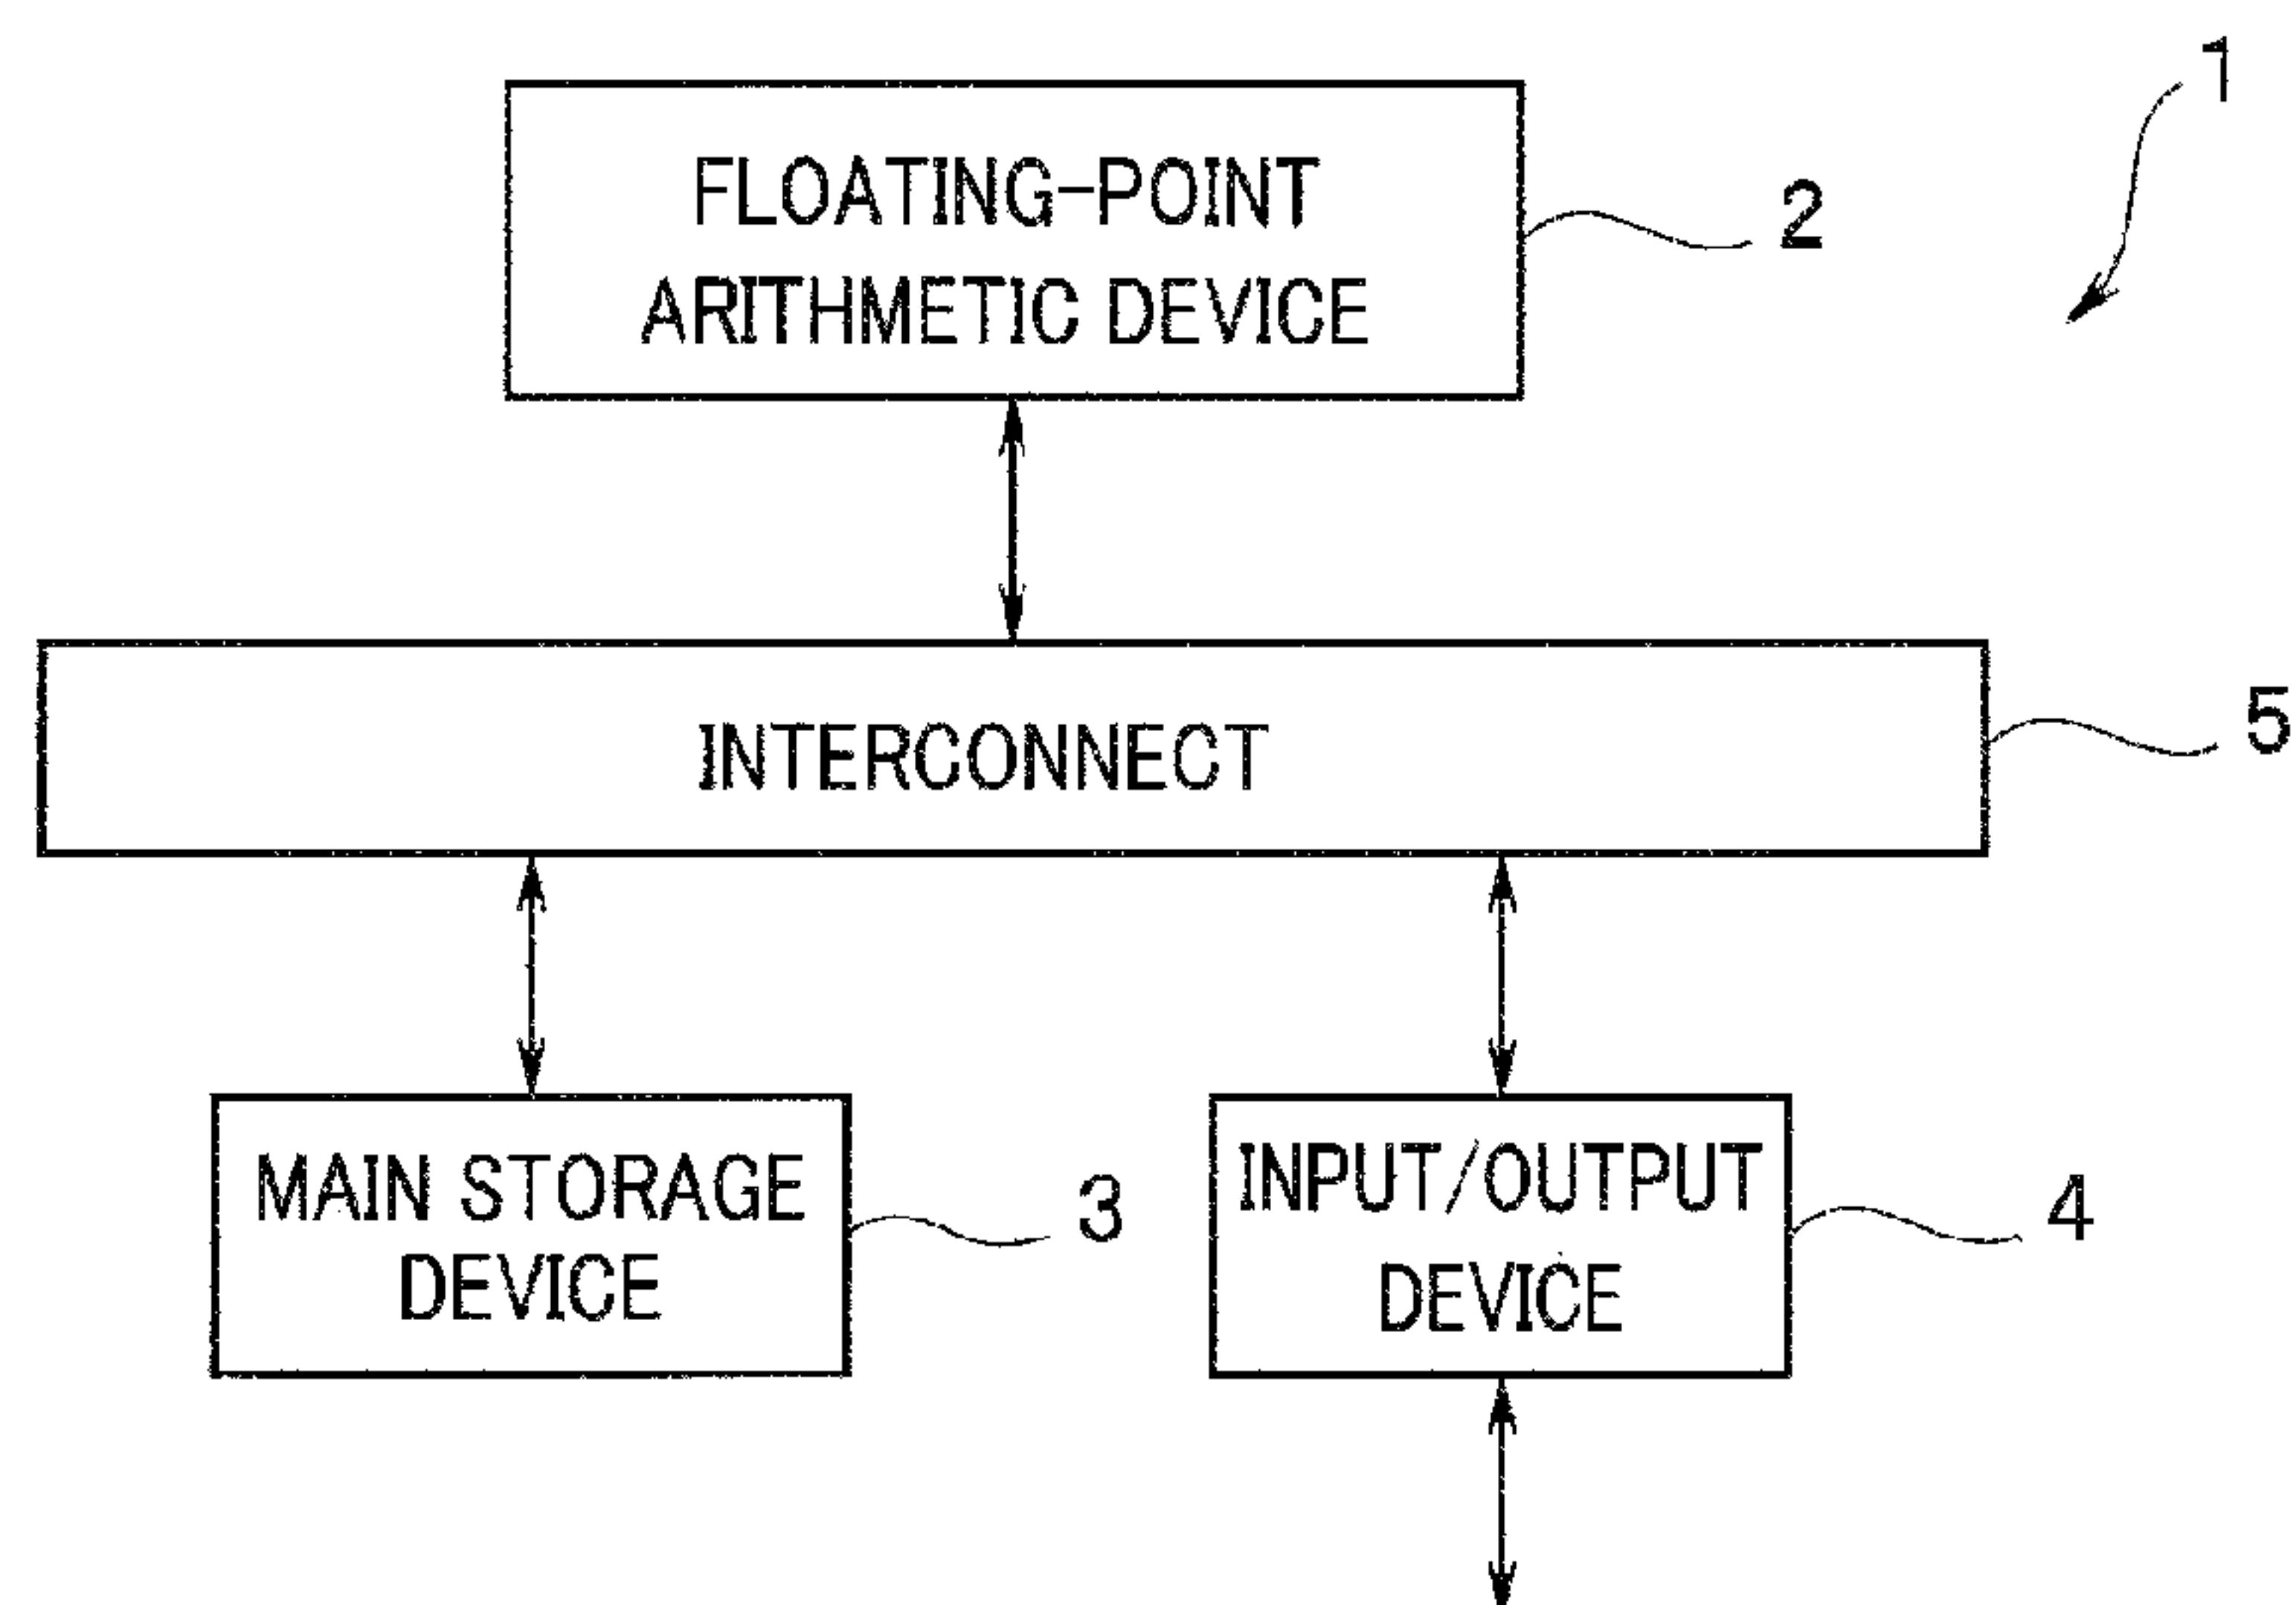 1
FLOATING-POINT
ARITHMETIC DEVICE
2
INTERCONNECT
5
MAIN STORAGE
DEVICE
3
INPUT/OUTPUT
DEVICE
4